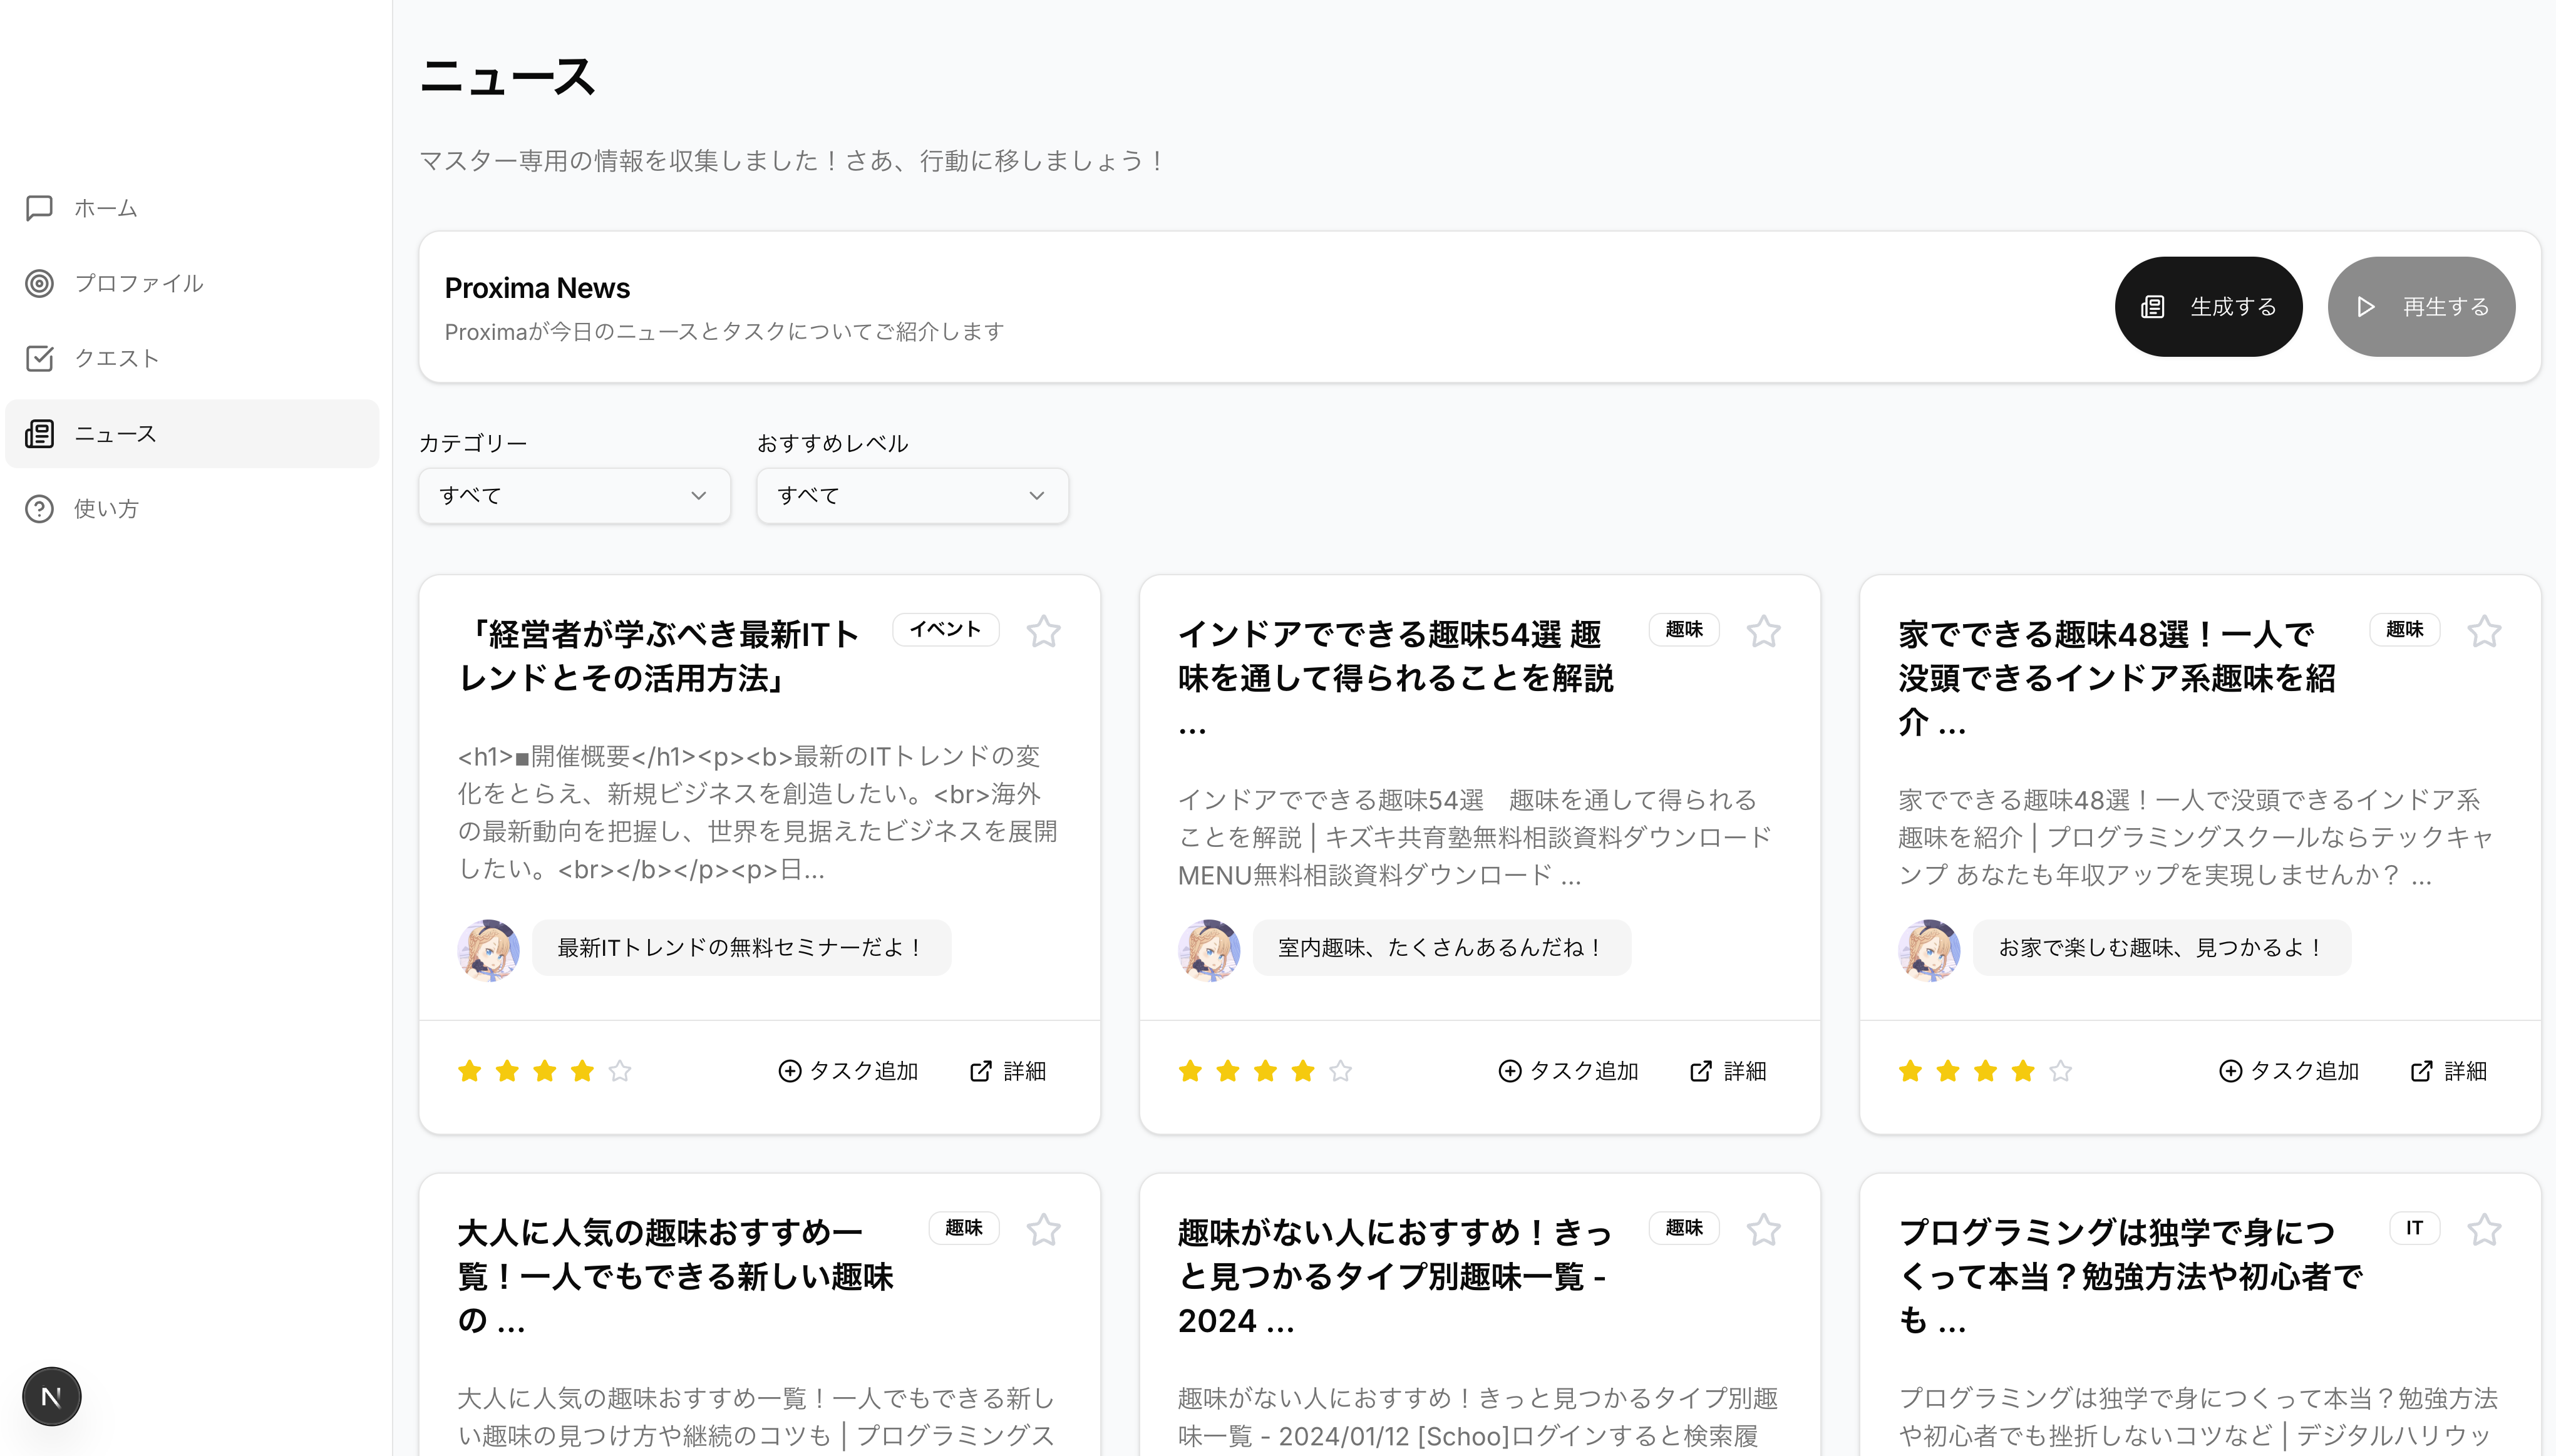 ニュース
マスター専用の情報を収集しました！さあ、行動に移しましょう！
ホーム
プロファイル
クエスト
ニュース
使い方
Proxima News
Proximaが今日のニュースとタスクについてご紹介します
生成する
再生する
カテゴリー
おすすめレベル
すべて
すべて
「経営者が学ぶべき最新ITト
レンドとその活用方法」
イベント
<h1>■開催概要</h1><p><b>最新のITトレンドの変
化をとらえ、新規ビジネスを創造したい。<br>海外
の最新動向を把握し、世界を見据えたビジネスを展開
したい。<br></b></p><p>日...
最新ITトレンドの無料セミナーだよ！
タスク追加
詳細
インドアでできる趣味54選 趣
味を通して得られることを解説
...
趣味
インドアでできる趣味54選　趣味を通して得られる
ことを解説 | キズキ共育塾無料相談資料ダウンロード
MENU無料相談資料ダウンロード ...
室内趣味、たくさんあるんだね！
タスク追加
詳細
家でできる趣味48選！一人で
没頭できるインドア系趣味を紹
介 ...
趣味
家でできる趣味48選！一人で没頭できるインドア系
趣味を紹介 | プログラミングスクールならテックキャ
ンプ あなたも年収アップを実現しませんか？ ...
お家で楽しむ趣味、見つかるよ！
タスク追加
詳細
大人に人気の趣味おすすめ一
覧！一人でもできる新しい趣味
の ...
趣味
大人に人気の趣味おすすめ一覧！一人でもできる新し
い趣味の見つけ方や継続のコツも | プログラミングス
趣味がない人におすすめ！きっ
と見つかるタイプ別趣味一覧 -
2024 ...
趣味
趣味がない人におすすめ！きっと見つかるタイプ別趣
味一覧 - 2024/01/12 [Schoo]ログインすると検索履
プログラミングは独学で身につ
くって本当？勉強方法や初心者で
も ...
IT
プログラミングは独学で身につくって本当？勉強方法
や初心者でも挫折しないコツなど | デジタルハリウッ
N